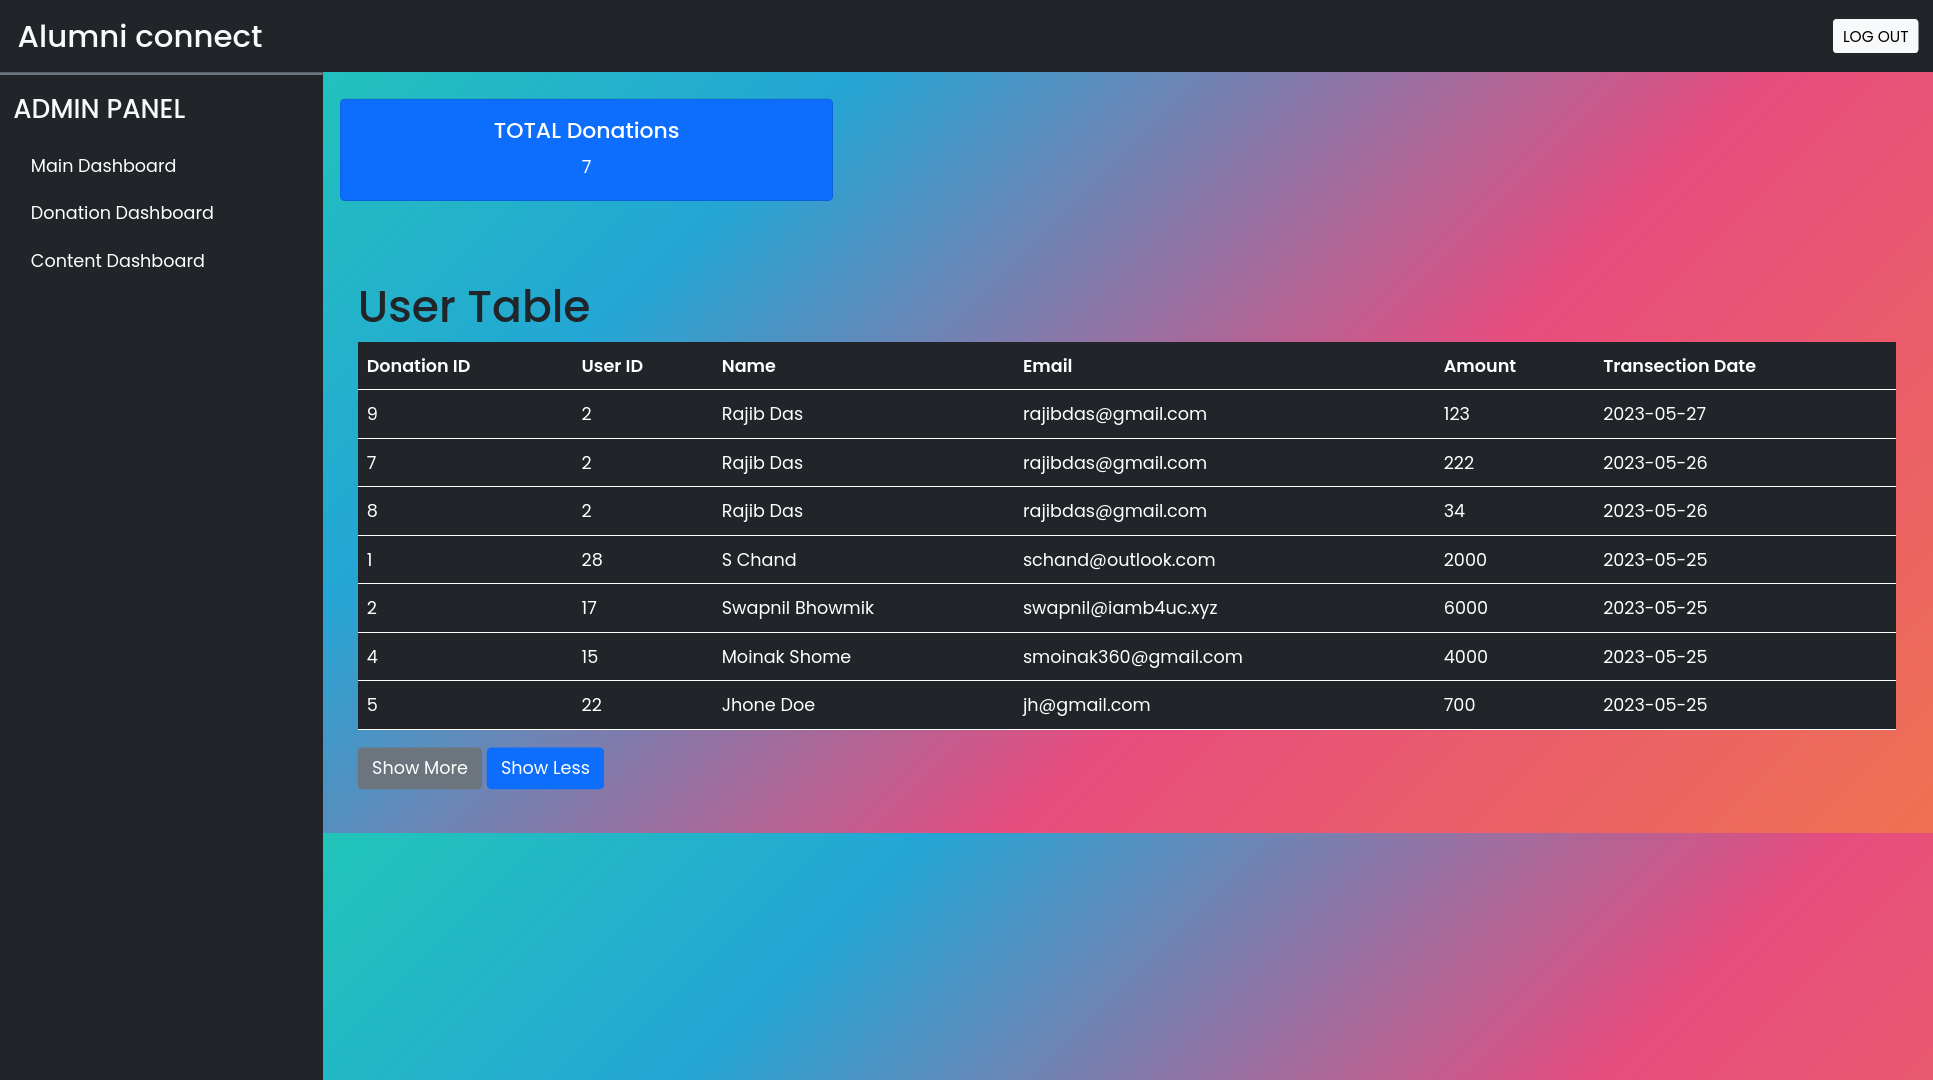 Alumni connect
LOG OUT
ADMIN PANEL
Main Dashboard
Donation Dashboard
Content Dashboard
TOTAL Donations
7
User Table
Donation ID User ID Name Email Amount Transection Date
9 2 Rajib Das rajibdas@gmail.com 123 2023-05-27
7 2 Rajib Das rajibdas@gmail.com 222 2023-05-26
8 2 Rajib Das rajibdas@gmail.com 34 2023-05-26
1 28 S Chand schand@outlook.com 2000 2023-05-25
2 17 Swapnil Bhowmik swapnil@iamb4uc.xyz 6000 2023-05-25
4 15 Moinak Shome smoinak360@gmail.com 4000 2023-05-25
5 22 Jhone Doe jh@gmail.com 700 2023-05-25
Show More Show Less